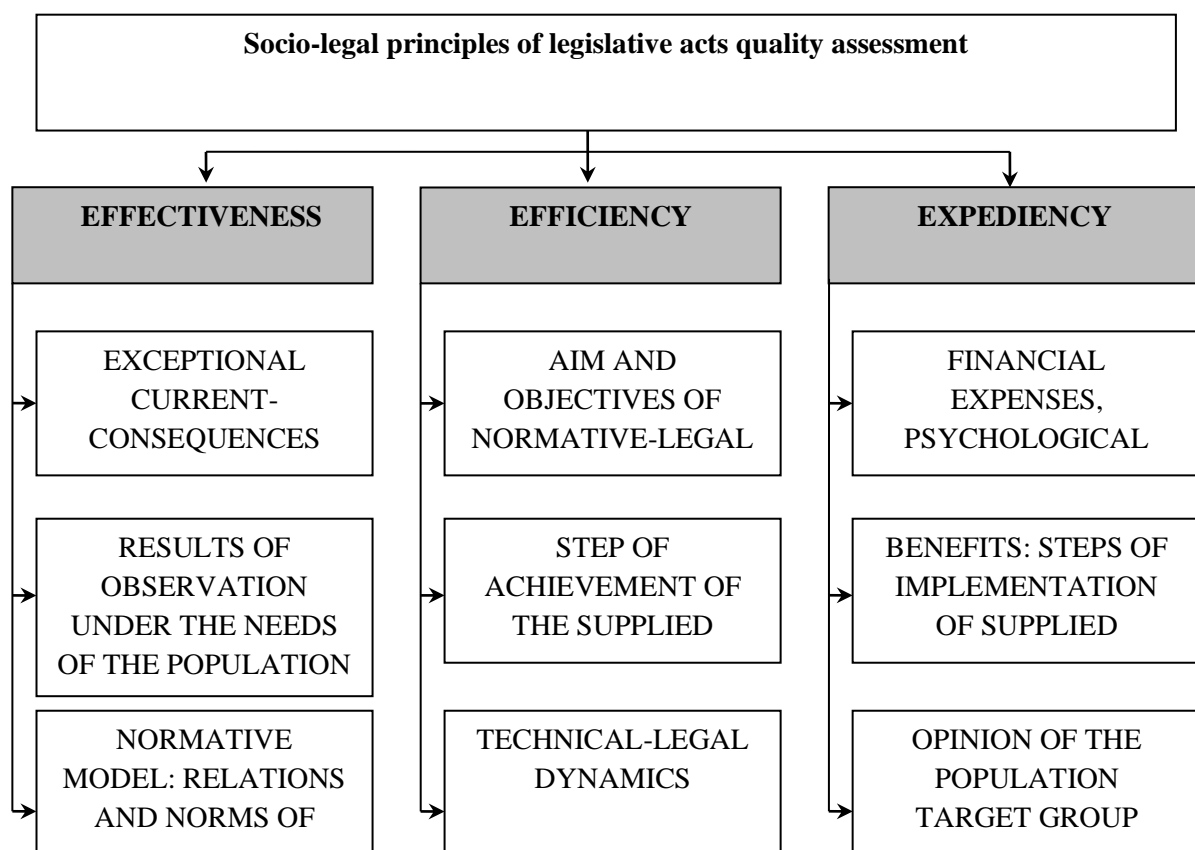 Socio-legal principles of legislative acts quality assessment
EFFECTIVENESS
EXCEPTIONAL
CURRENT-
CONSEQUENCES
RESULTS OF
OBSERVATION
UNDER THE NEEDS
OF THE POPULATION
NORMATIVE
MODEL: RELATIONS
AND NORMS OF
EFFICIENCY
AIM AND
OBJECTIVES OF
NORMATIVE-LEGAL
STEP OF
ACHIEVEMENT OF
THE SUPPLIED
TECHNICAL-LEGAL
DYNAMICS
EXPEDIENCY
FINANCIAL
EXPENSES,
PSYCHOLOGICAL
BENEFITS: STEPS OF
IMPLEMENTATION
OF SUPPLIED
OPINION OF THE
POPULATION
TARGET GROUP